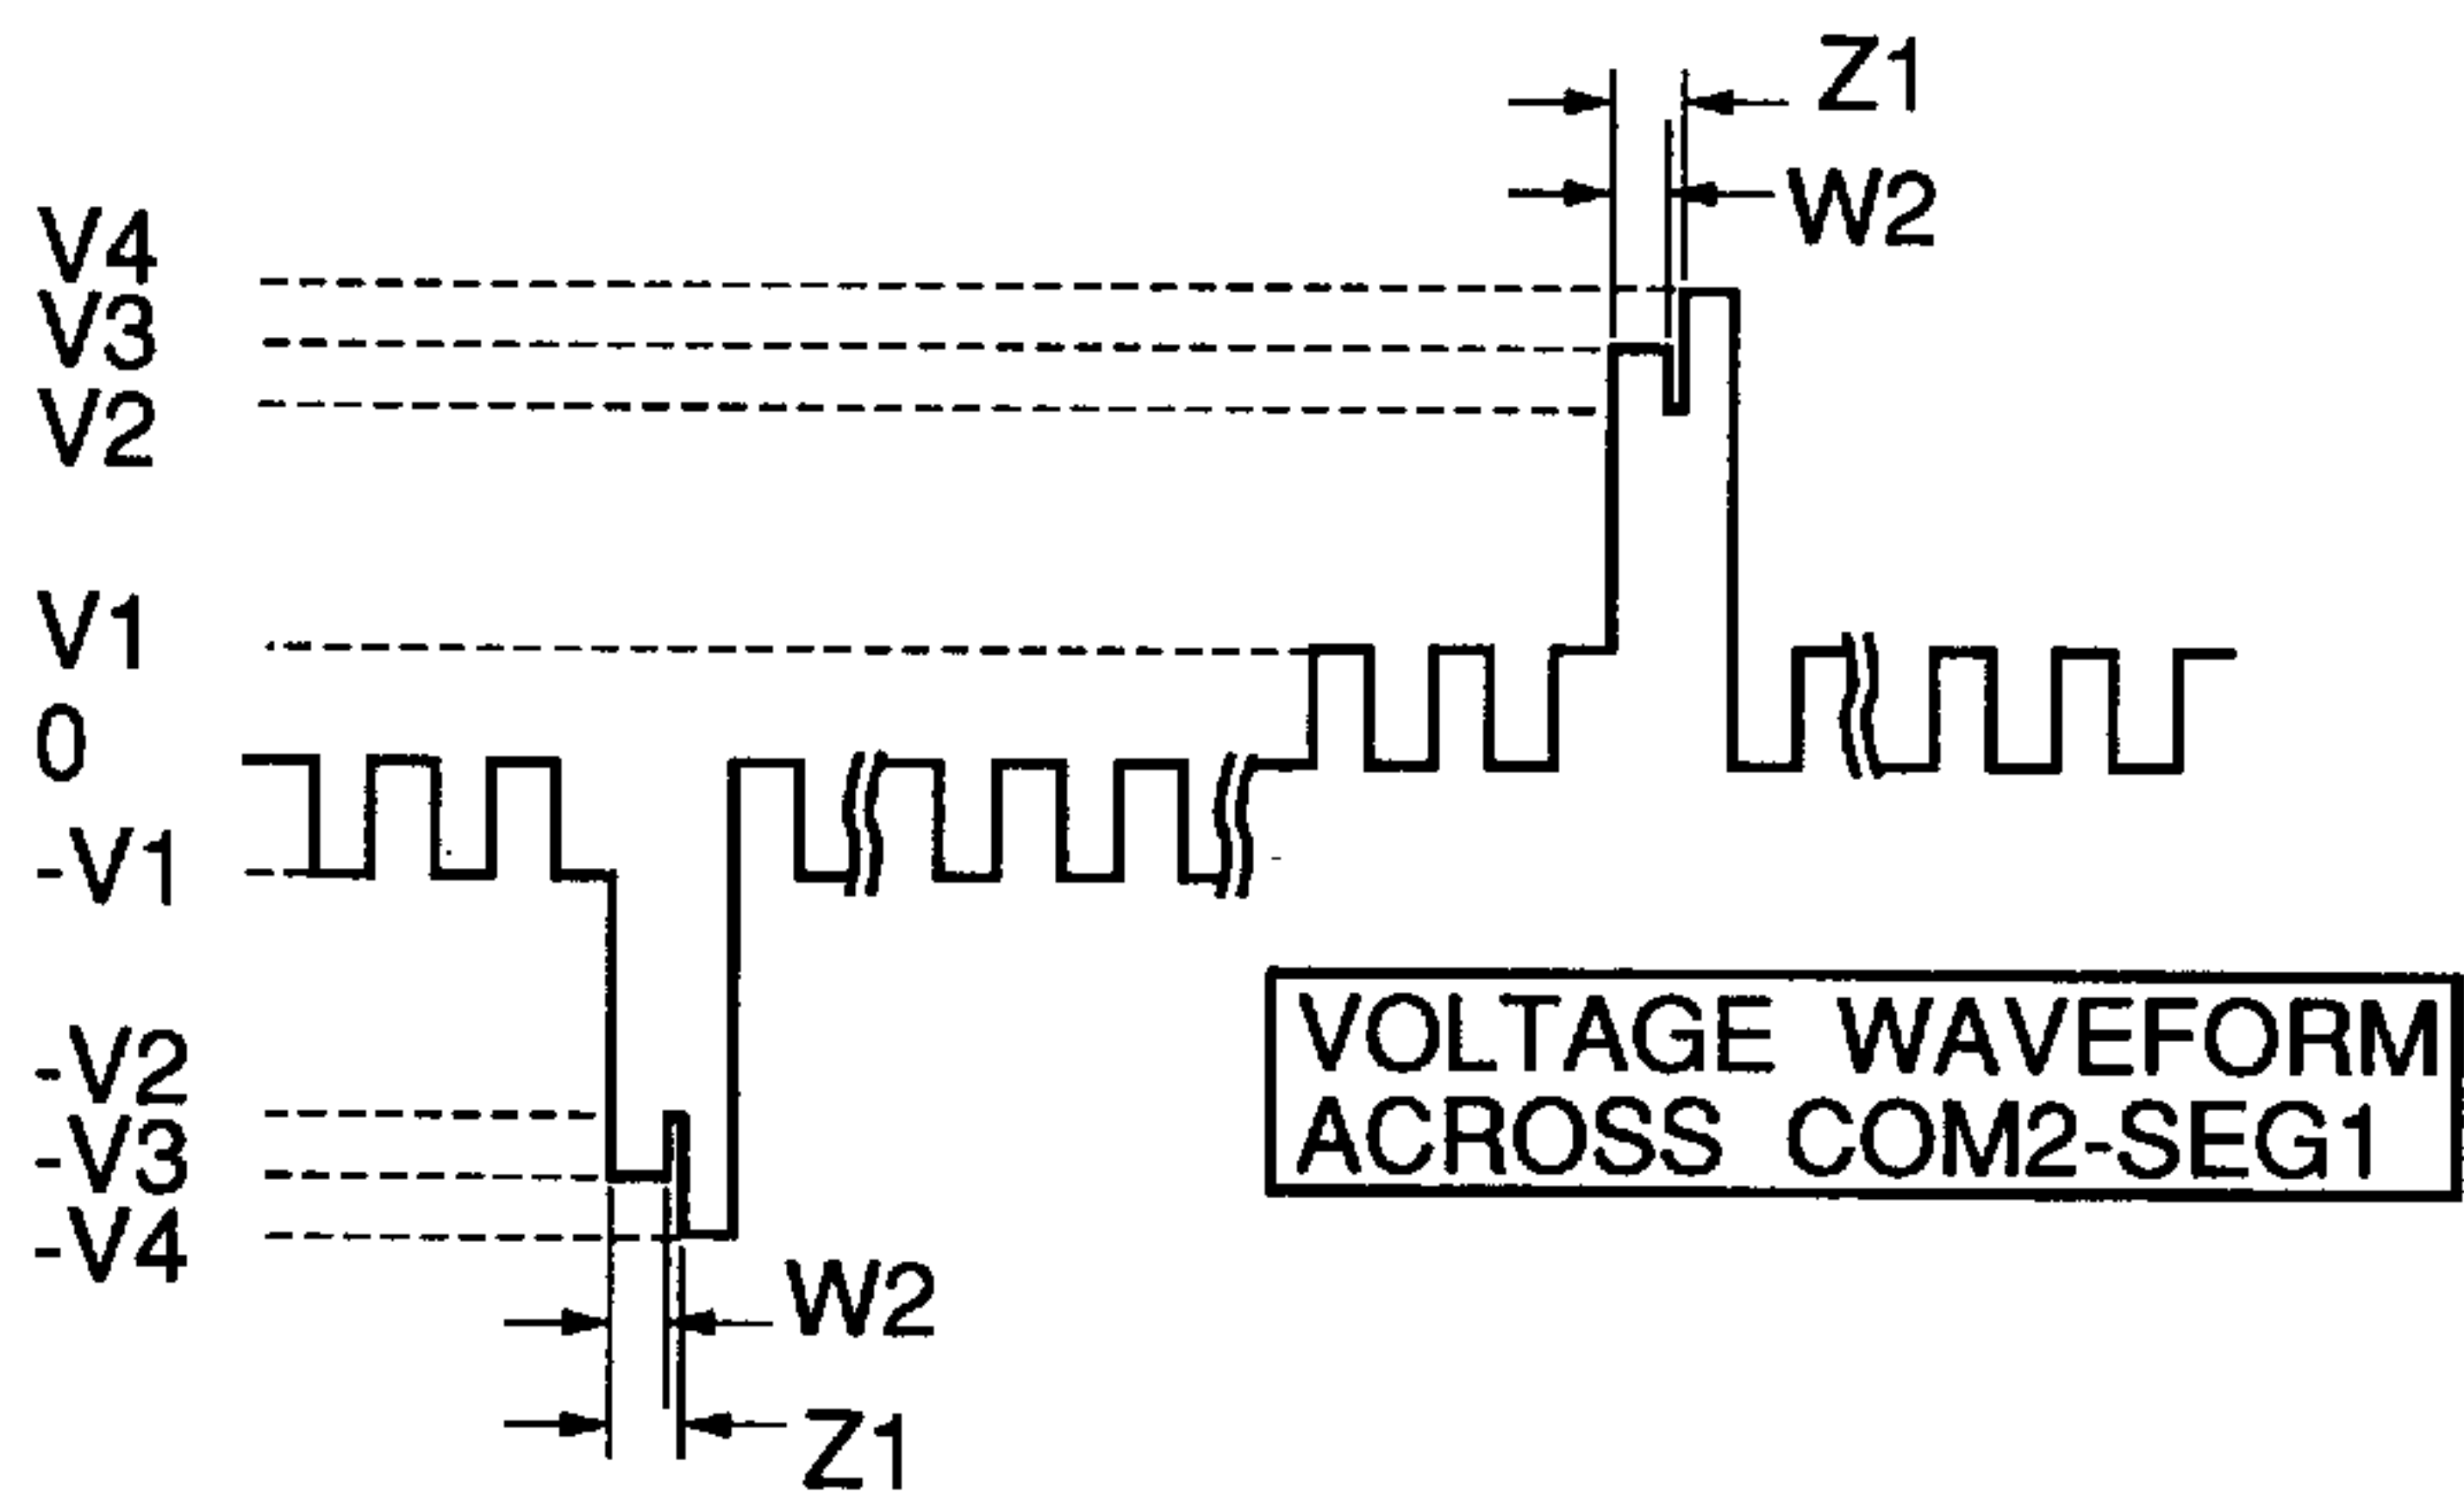 Z1
W2
V4
V3
V2
V1
0
-V1
-V2
-V3
-V4
VOLTAGE WAVEFORM
ACROSS COM2-SEG1
W2
Z1